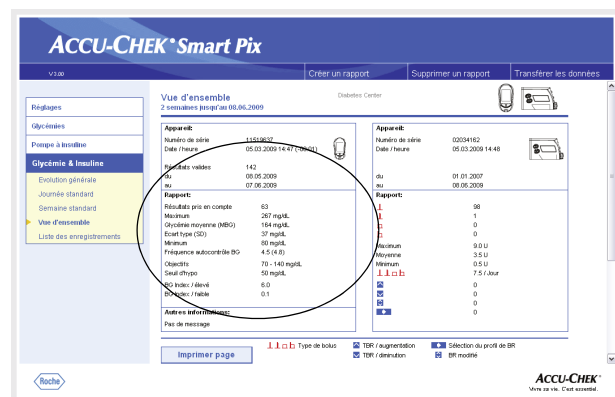 ACCU-CHEK® Smart Pix
V 3.00
Créer un rapport
Supprimer un rapport
Transférer les données
Réglages
Glycémies
Pompe à insuline
Glycémie & Insuline
Evolution générale
Journée standard
Semaine standard
Vue d'ensemble
Liste des enregistrements
Vue d'ensemble
2 semaines jusqu'au 08.06.2009
Diabetes Center
Appareil:
Numéro de série 11519637
Date / heure 05.03.2009 14:47 (-00:01)
Résultats valides 142
du 08.05.2009
au 07.06.2009
Rapport:
Résultats pris en compte 63
Maximum 267 mg/dL
Glycémie moyenne (MBG) 164 mg/dL
Ecart type (SD) 37 mg/dL
Minimum 80 mg/dL
Fréquence autocontrôle BG 4.5 (4.8)
Objectifs 70 - 140 mg/dL
Seuil d'hypo 50 mg/dL
BG Index / élevé 6.0
BG Index / faible 0.1
Autres informations:
Pas de message
Appareil:
Numéro de série 02034162
Date / heure 05.03.2009 14:48
du 01.01.2007
au 08.06.2009
Rapport:
98
1
0
0
Maximum 9.0 U
Moyenne 3.5 U
Minimum 0.5 U
7.5 / Jour
0
0
0
0
Imprimer page
Type de bolus
TBR / augmentation
Sélection du profil de BR
TBR / diminution
BR modifié
Roche
ACCU-CHEK®
Vivre sa vie. C'est essentiel.